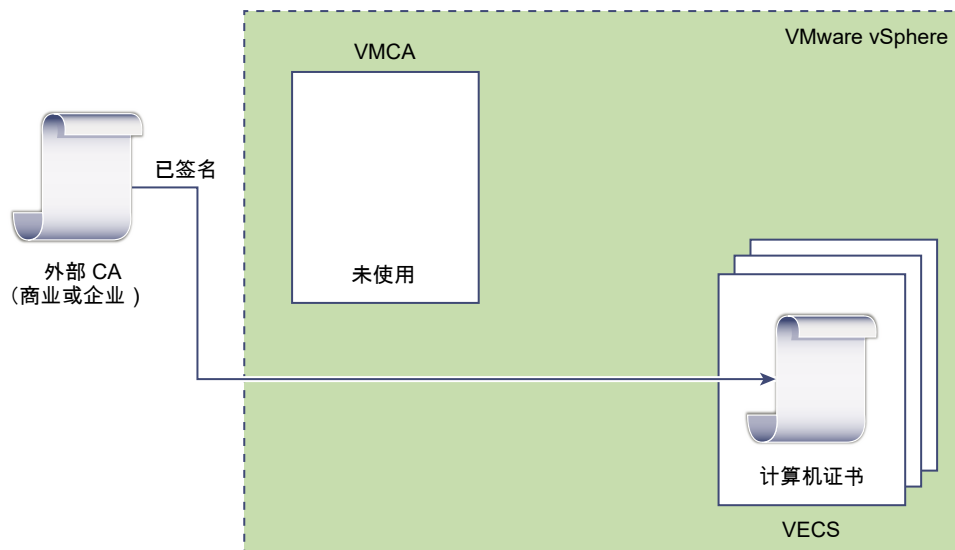 VMware vSphere
VMCA
已签名
外部 CA
（商业或企业 ）
未使用
计算机证书
VECS